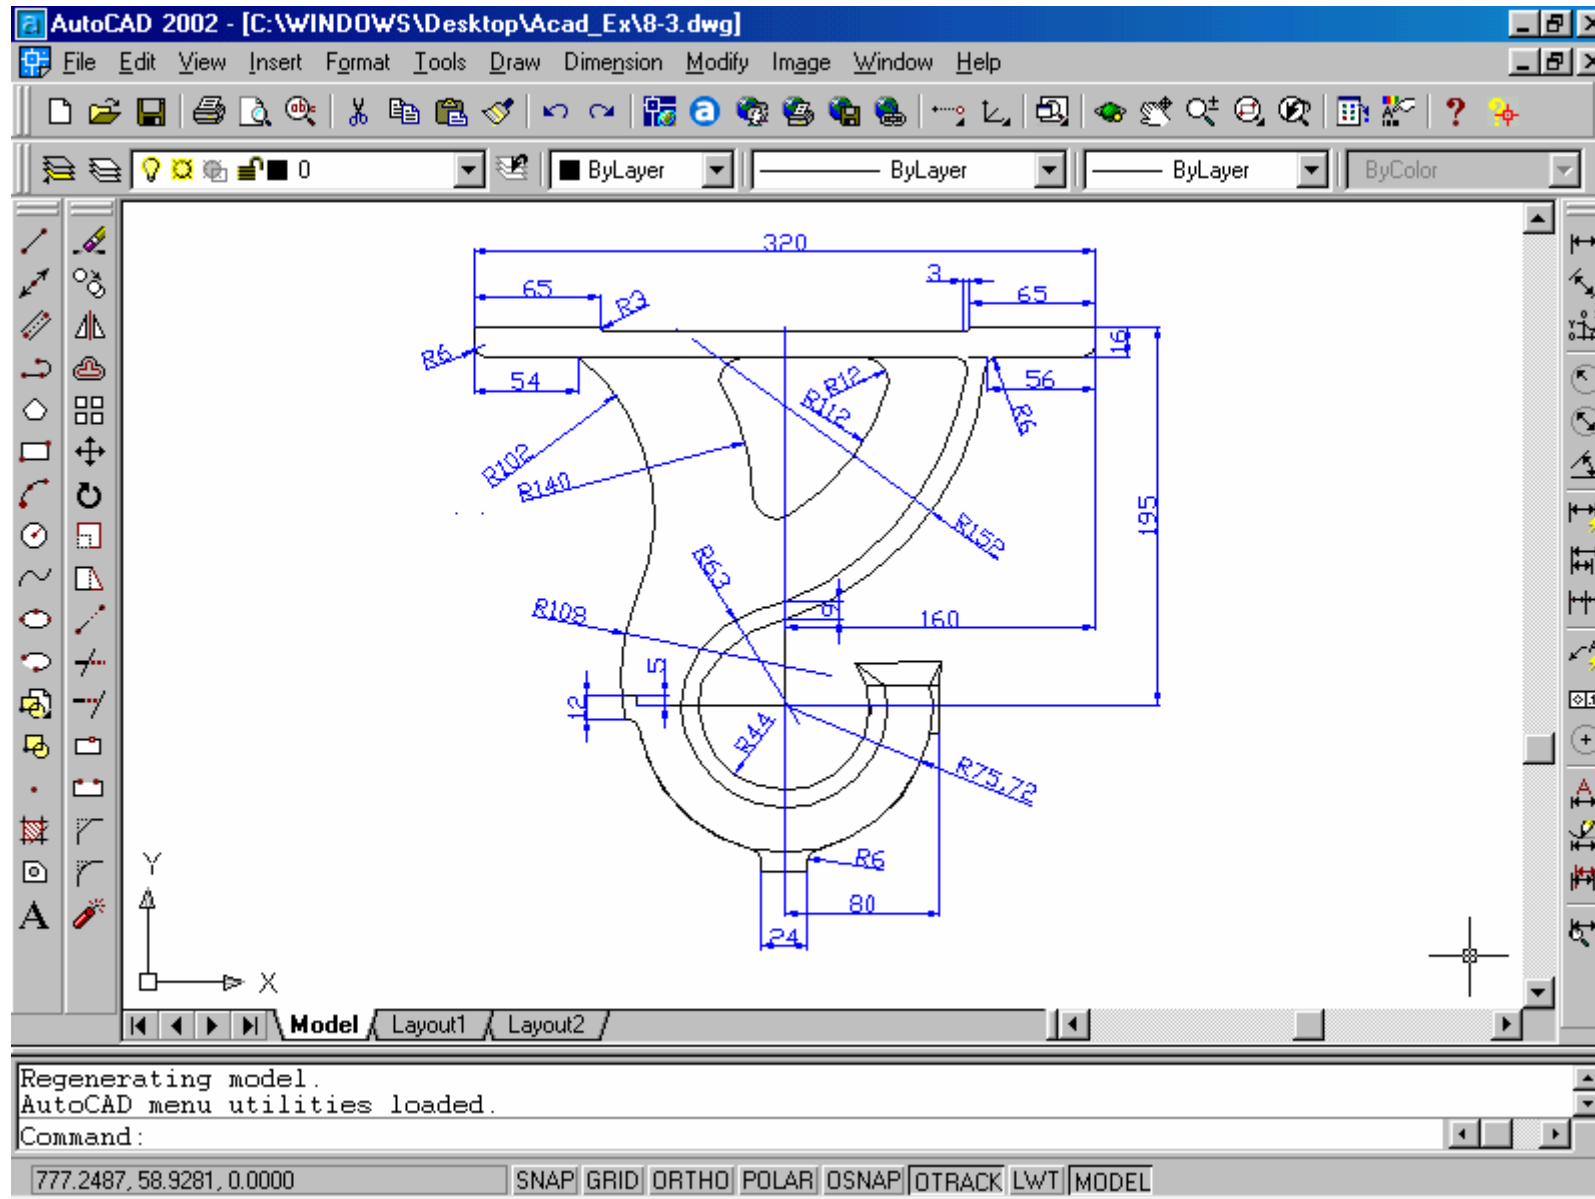 AutoCAD 2002 - [C:\WINDOWS\Desktop\Acad_Ex\8-3.dwg]
File Edit View Insert Format Tools Draw Dimension Modify Image Window Help
0 ByLayer ByLayer ByLayer ByColor
320
3
65 R3 65
16
R6
54 R12 56
R112 R6
R102
R140
195
R152
R63
9
R108 160
5
12
R44
R75,72
R6
80
24
Y
X
A
Model Layout1 Layout2
Regenerating model.
AutoCAD menu utilities loaded.
Command:
777.2487, 58.9281, 0.0000 SNAP GRID ORTHO POLAR OSNAP OTRACK LWT MODEL